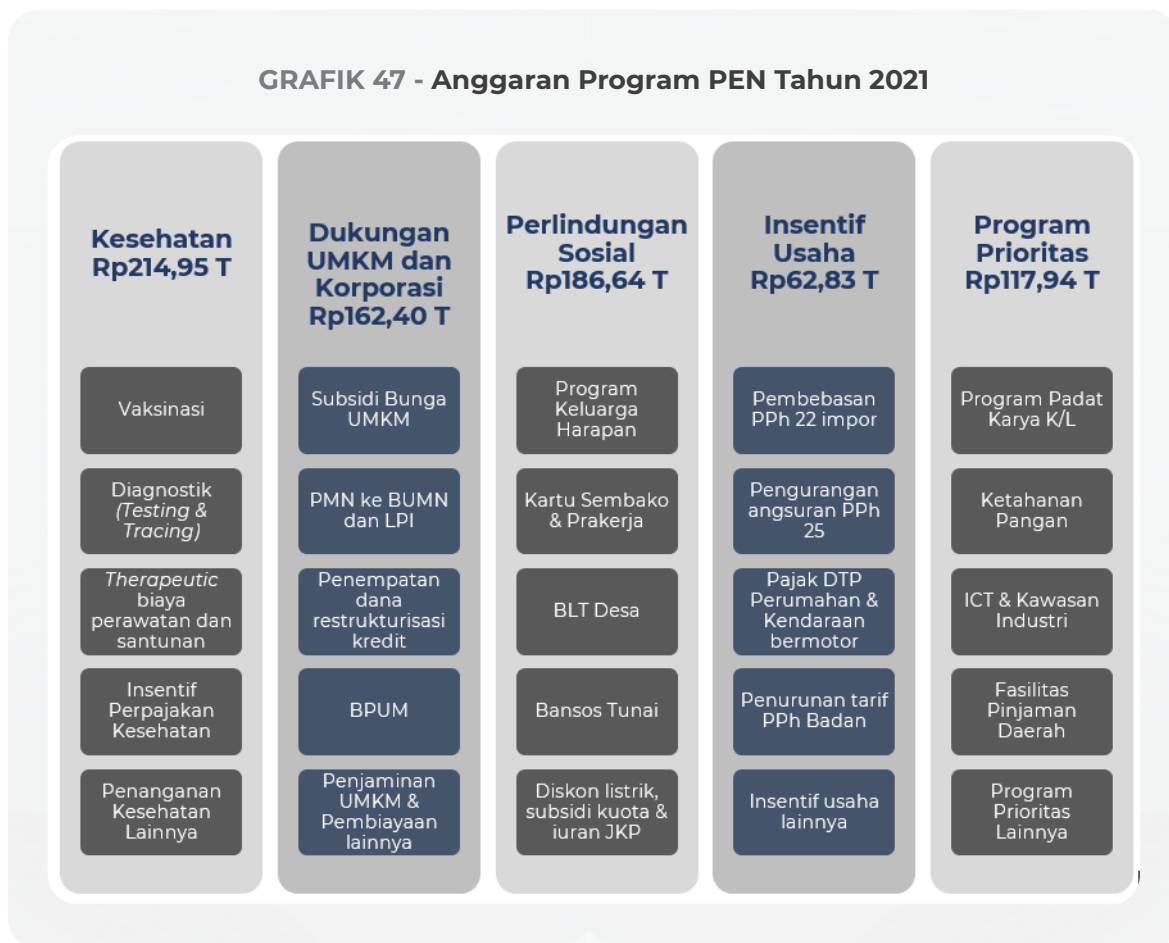 GRAFIK 47 - Anggaran Program PEN Tahun 2021
Kesehatan
Rp214,95 T
Vaksinasi
Diagnostik
(Testing &
Tracing)
Therapeutic
biaya
perawatan dan
santunan
Insentif
Perpajakan
Kesehatan
Penanganan
Kesehatan
Lainnya
Dukungan
UMKM dan
Korporasi
Rp162,40 T
Subsidi Bunga
UMKM
PMN ke BUMN
dan LPI
Penempatan
dana
restrukturisasi
kredit
BPUM
Penjaminan
UMKM &
Pembiayaan
lainnya
Perlindungan
Sosial
Rp186,64 T
Program
Keluarga
Harapan
Kartu Sembako
& Prakerja
BLT Desa
Bansos Tunai
Diskon listrik,
subsidi kuota &
iuran JKP
Insentif
Usaha
Rp62,83 T
Pembebasan
PPh 22 impor
Pengurangan
angsuran PPh
25
Pajak DTP
Perumahan &
Kendaraan
bermotor
Penurunan tarif
PPh Badan
Insentif usaha
lainnya
Program
Prioritas
Rp117,94 T
Program Padat
Karya K/L
Ketahanan
Pangan
ICT & Kawasan
Industri
Fasilitas
Pinjaman
Daerah
Program
Prioritas
Lainnya